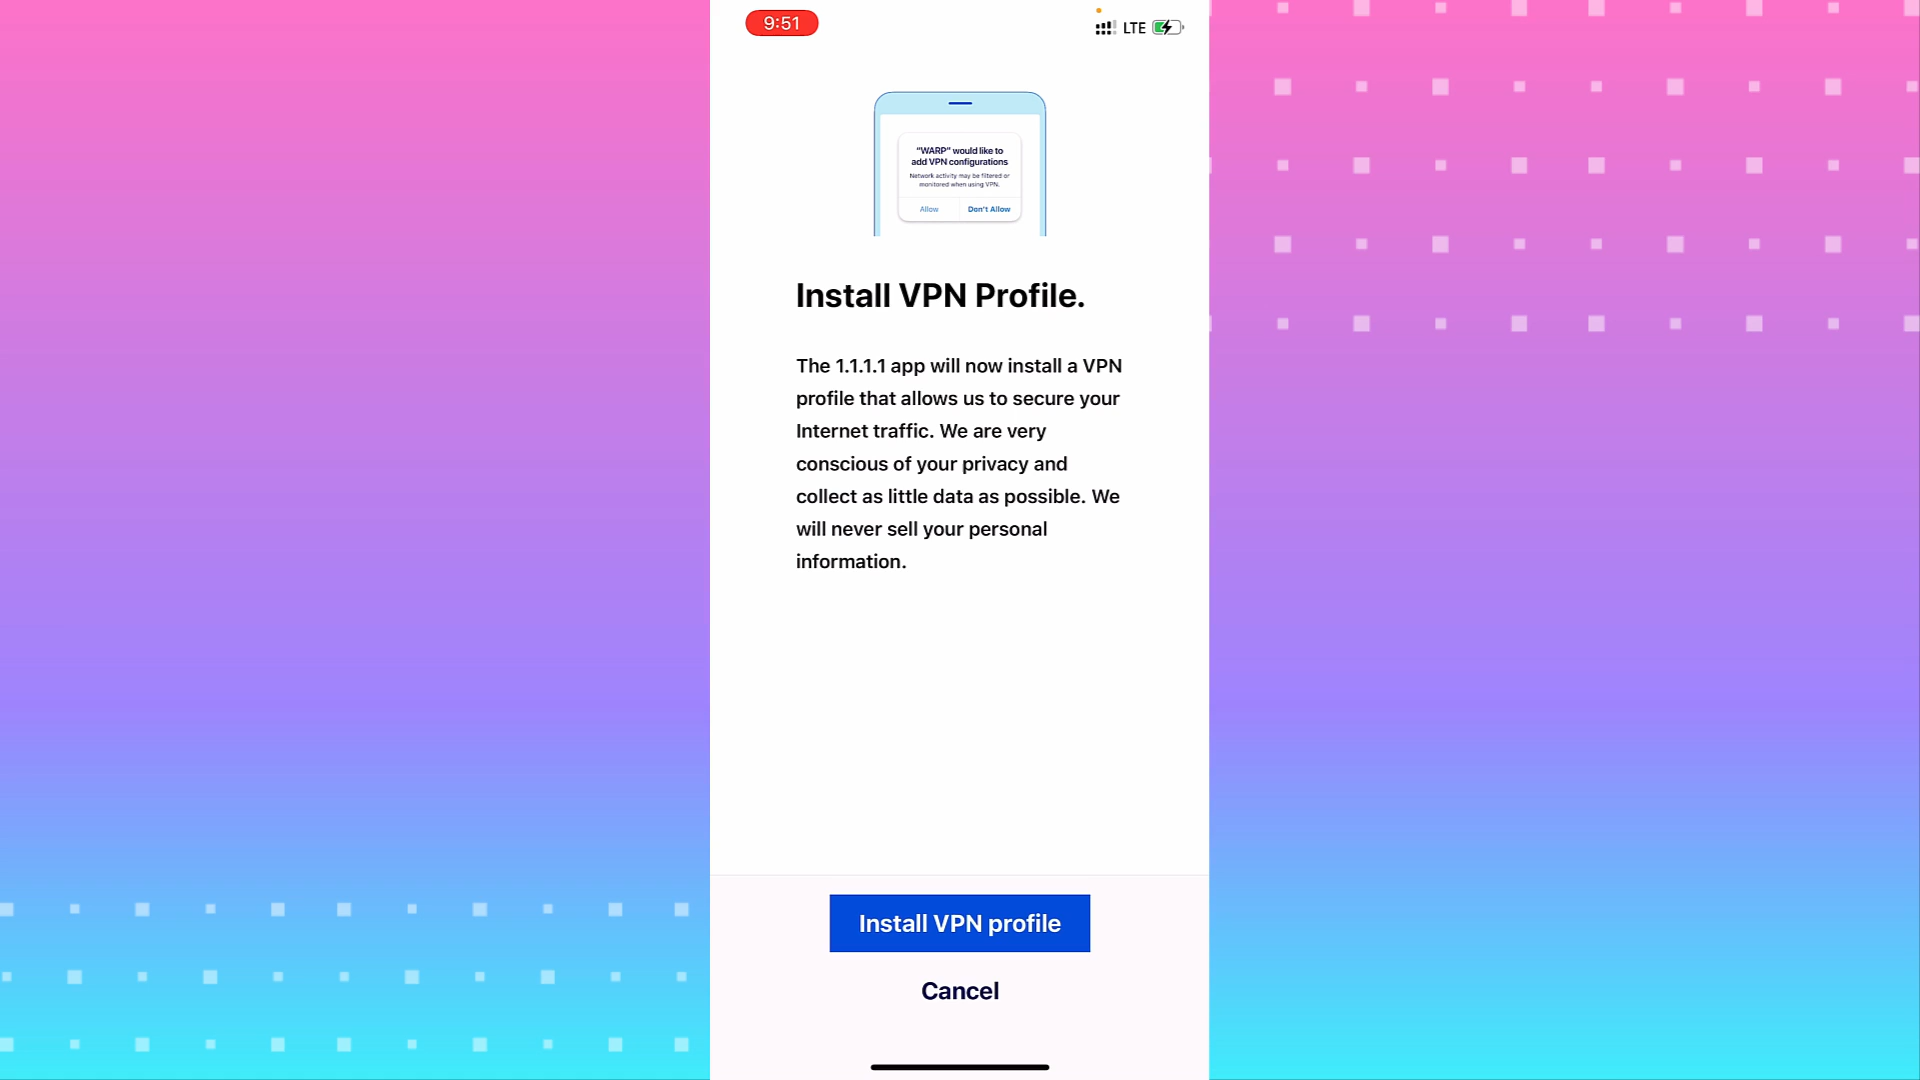 9:51
LTE
“WARP” would like to
add VPN configurations
Network activity may be filtered or
monitored when using VPN.
Allow
Don't Allow
Install VPN Profile.
The 1.1.1.1 app will now install a VPN
profile that allows us to secure your
Internet traffic. We are very
conscious of your privacy and
collect as little data as possible. We
will never sell your personal
information.
Install VPN profile
Cancel